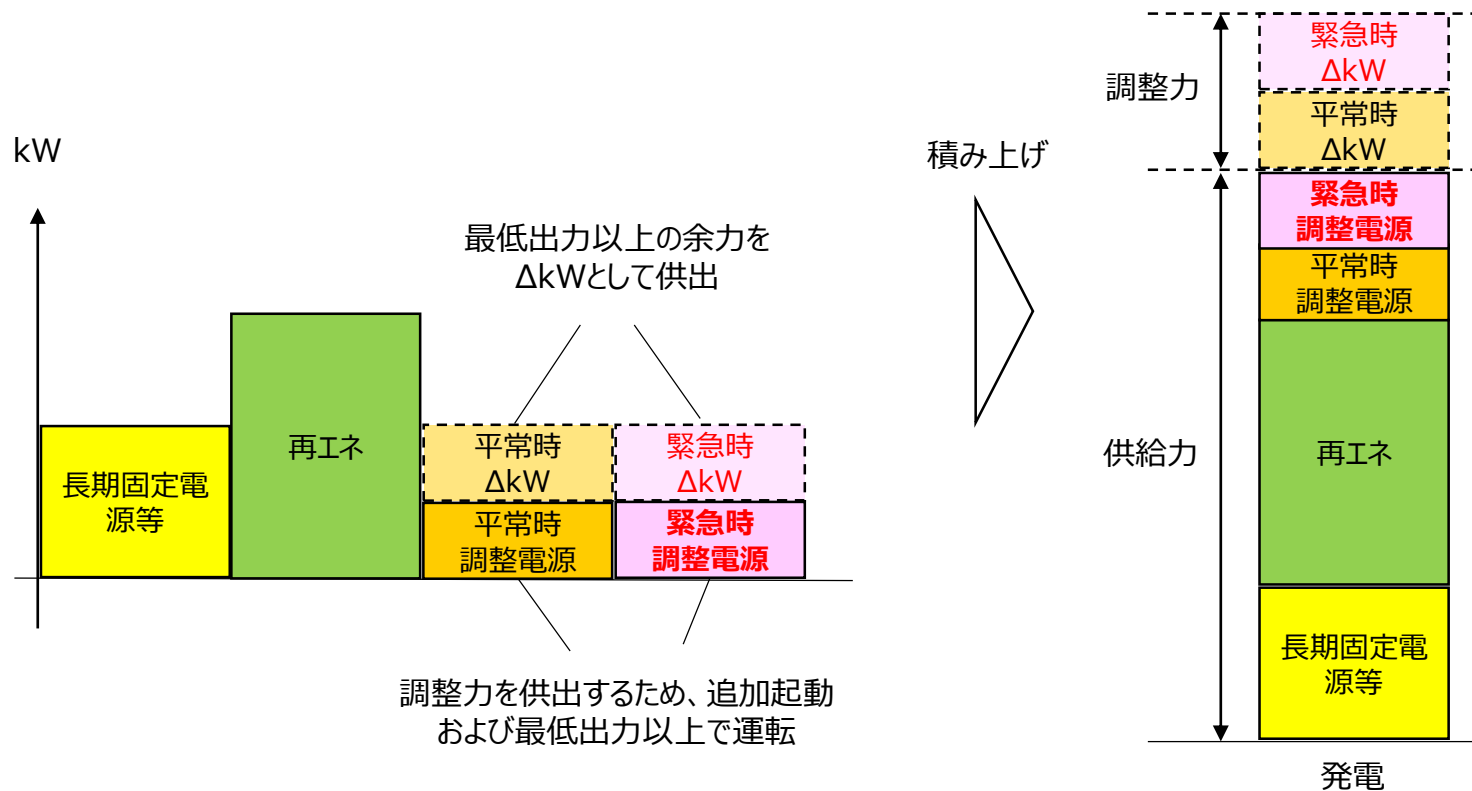 kW
最低出力以上の余力を
ΔkWとして供出
長期固定電
源等
再エネ
平常時
ΔkW
緊急時
ΔkW
平常時
調整電源
緊急時
調整電源
調整力を供出するため、追加起動
および最低出力以上で運転
積み上げ
調整力
緊急時
ΔkW
平常時
ΔkW
供給力
緊急時
調整電源
平常時
調整電源
再エネ
長期固定電
源等
発電